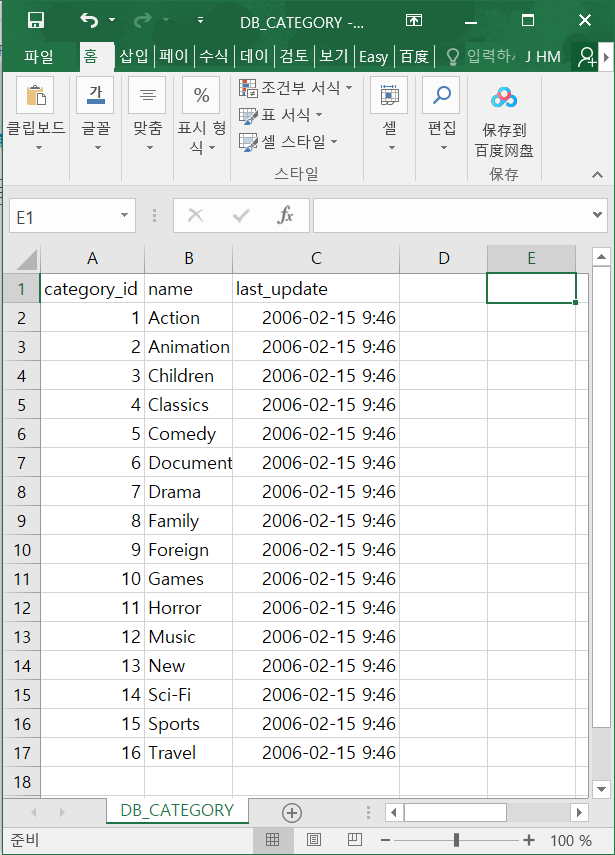 DB_CATEGORY -...
파일 홈 삽입 페이 수식 데이 검토 보기 Easy 百度 입력하 J HM
클립보드
가
글꼴
맞춤
%
표시 형식
조건부 서식
표 서식
셀 스타일
스타일
셀
편집
保存到
百度网盘
保存
E1 fx
A B C D E
1 category_id name last_update
2 1 Action 2006-02-15 9:46
3 2 Animation 2006-02-15 9:46
4 3 Children 2006-02-15 9:46
5 4 Classics 2006-02-15 9:46
6 5 Comedy 2006-02-15 9:46
7 6 Document 2006-02-15 9:46
8 7 Drama 2006-02-15 9:46
9 8 Family 2006-02-15 9:46
10 9 Foreign 2006-02-15 9:46
11 10 Games 2006-02-15 9:46
12 11 Horror 2006-02-15 9:46
13 12 Music 2006-02-15 9:46
14 13 New 2006-02-15 9:46
15 14 Sci-Fi 2006-02-15 9:46
16 15 Sports 2006-02-15 9:46
17 16 Travel 2006-02-15 9:46
18
DB_CATEGORY
준비 100 %